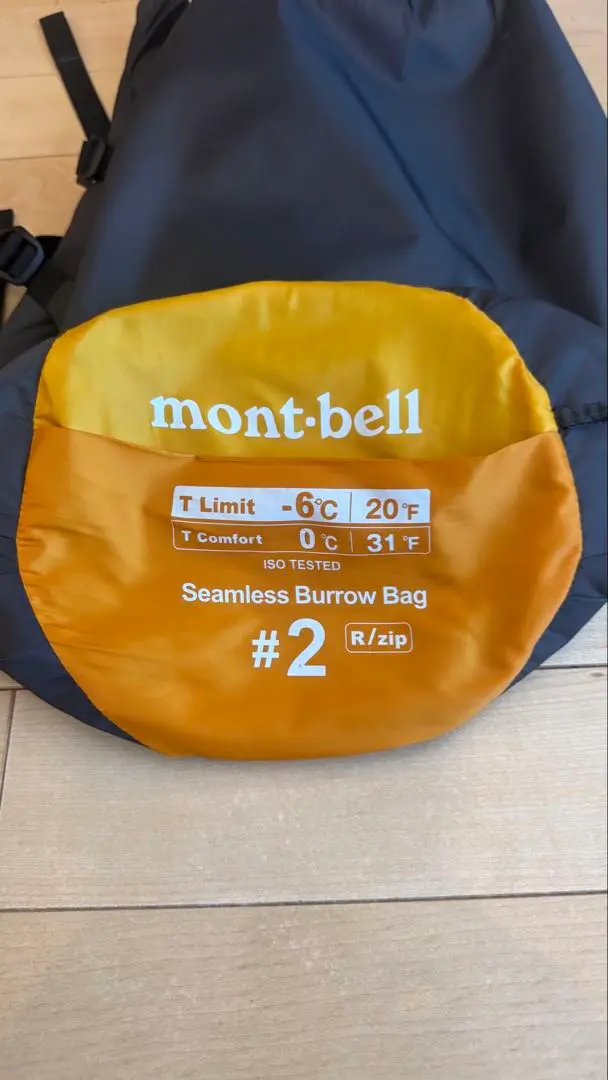 mont·bell
T Limit -6℃ 20°F
T Comfort 0℃ 31°F
ISO TESTED
Seamless Burrow Bag
#2 R/zip